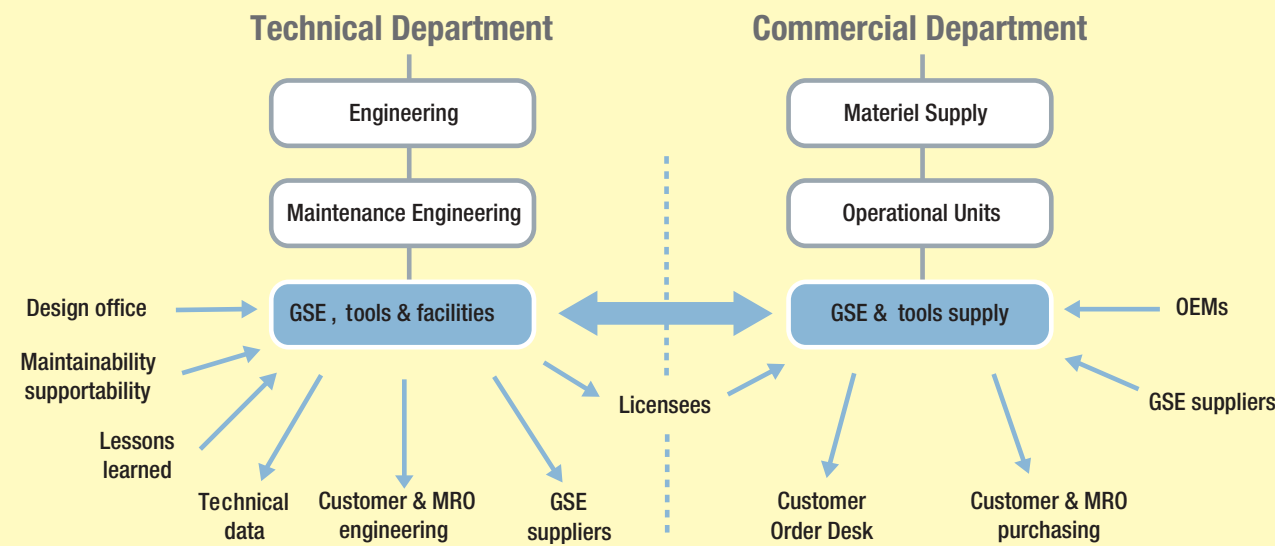 Technical Department
Commercial Department
Engineering
Materiel Supply
Maintenance Engineering
Operational Units
Design office
GSE , tools & facilities
GSE & tools supply
OEMs
Maintainability
supportability
Licensees
GSE suppliers
Lessons
learned
Technical
data
Customer & MRO
engineering
GSE
suppliers
Customer
Order Desk
Customer & MRO
purchasing